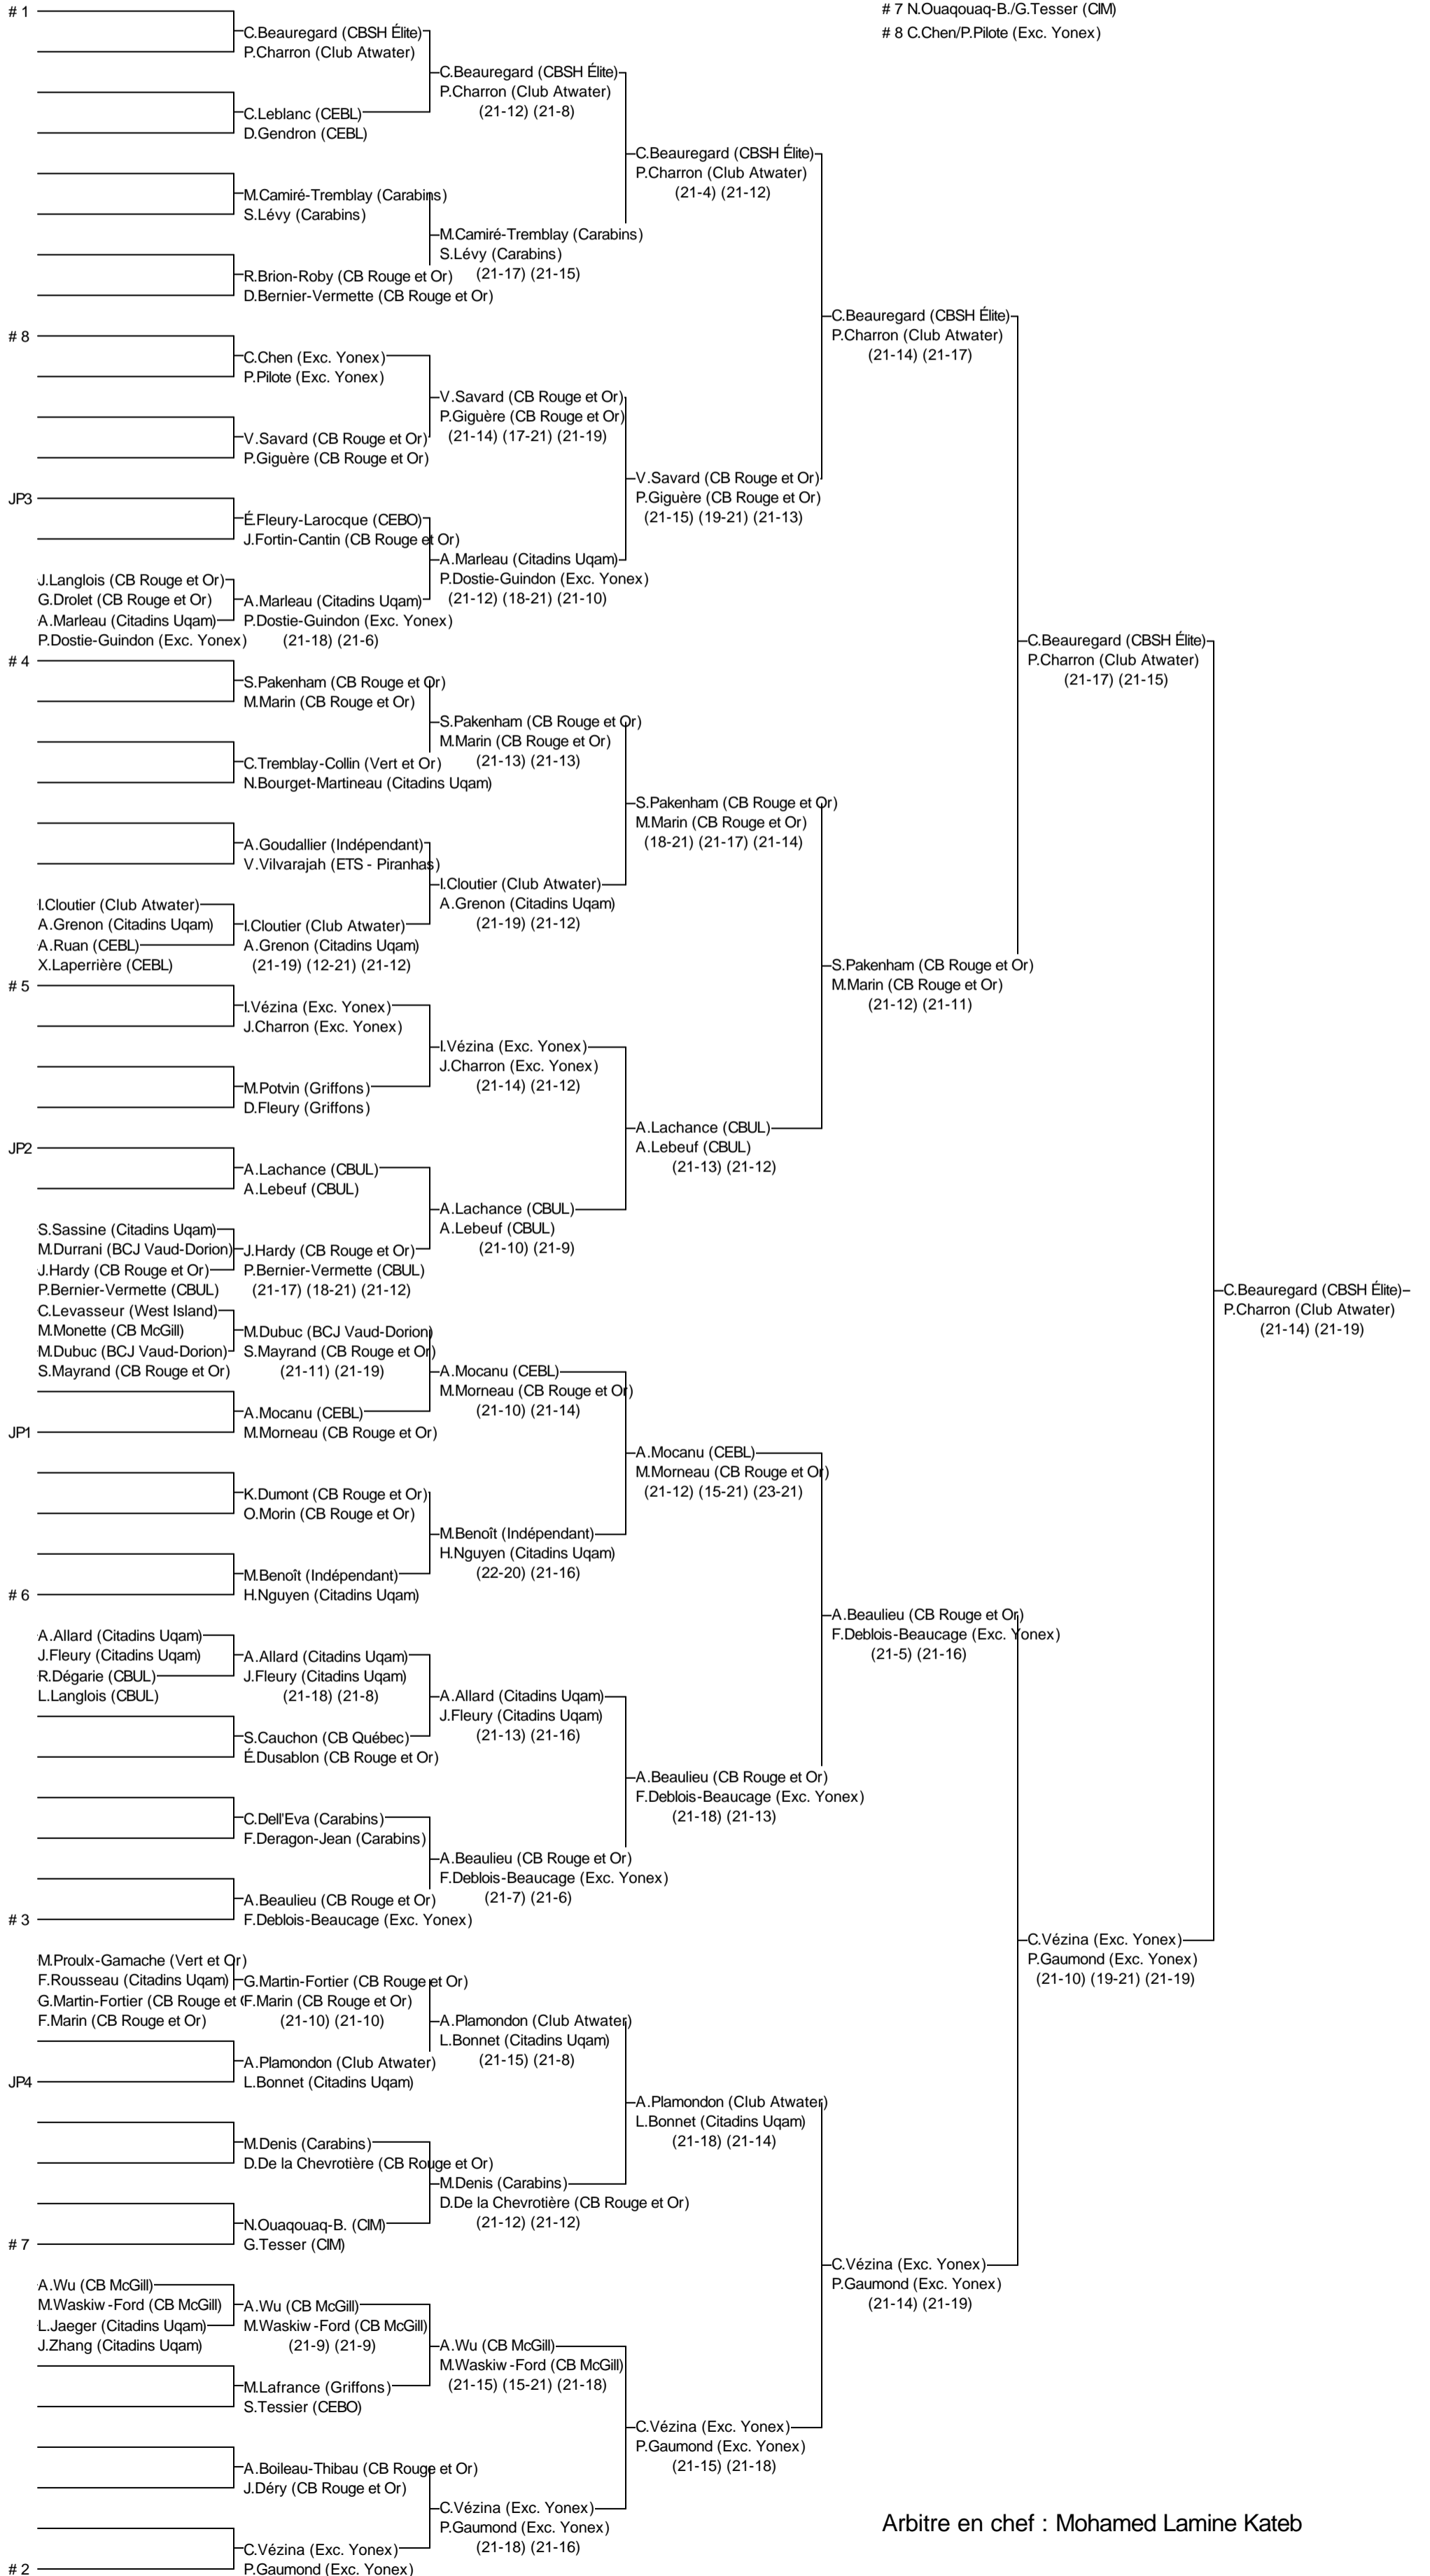 # 1
# 7 N.Ouaqouaq-B./G.Tesser (CIM)
# 8 C.Chen/P.Pilote (Exc. Yonex)
C.Beauregard (CBSH Élite)
P.Charron (Club Atwater)
C.Beauregard (CBSH Élite)
P.Charron (Club Atwater)
(21-12) (21-8)
C.Leblanc (CEBL)
D.Gendron (CEBL)
C.Beauregard (CBSH Élite)
P.Charron (Club Atwater)
(21-4) (21-12)
M.Camiré-Tremblay (Carabins)
S.Lévy (Carabins)
M.Camiré-Tremblay (Carabins)
S.Lévy (Carabins)
(21-17) (21-15)
R.Brion-Roby (CB Rouge et Or)
D.Bernier-Vermette (CB Rouge et Or)
C.Beauregard (CBSH Élite)
P.Charron (Club Atwater)
(21-14) (21-17)
# 8
C.Chen (Exc. Yonex)
P.Pilote (Exc. Yonex)
V.Savard (CB Rouge et Or)
P.Giguère (CB Rouge et Or)
(21-14) (17-21) (21-19)
V.Savard (CB Rouge et Or)
P.Giguère (CB Rouge et Or)
V.Savard (CB Rouge et Or)
P.Giguère (CB Rouge et Or)
(21-15) (19-21) (21-13)
JP3
É.Fleury-Larocque (CEBO)
J.Fortin-Cantin (CB Rouge et Or)
A.Marleau (Citadins Uqam)
P.Dostie-Guindon (Exc. Yonex)
(21-12) (18-21) (21-10)
J.Langlois (CB Rouge et Or)
G.Drolet (CB Rouge et Or)
A.Marleau (Citadins Uqam)
P.Dostie-Guindon (Exc. Yonex)
A.Marleau (Citadins Uqam)
P.Dostie-Guindon (Exc. Yonex)
(21-18) (21-6)
C.Beauregard (CBSH Élite)
P.Charron (Club Atwater)
(21-17) (21-15)
# 4
S.Pakenham (CB Rouge et Or)
M.Marin (CB Rouge et Or)
S.Pakenham (CB Rouge et Or)
M.Marin (CB Rouge et Or)
(21-13) (21-13)
C.Tremblay-Collin (Vert et Or)
N.Bourget-Martineau (Citadins Uqam)
S.Pakenham (CB Rouge et Or)
M.Marin (CB Rouge et Or)
(18-21) (21-17) (21-14)
A.Goudallier (Indépendant)
V.Vilvarajah (ETS - Piranhas)
I.Cloutier (Club Atwater)
A.Grenon (Citadins Uqam)
(21-19) (21-12)
I.Cloutier (Club Atwater)
A.Grenon (Citadins Uqam)
A.Ruan (CEBL)
X.Laperrière (CEBL)
I.Cloutier (Club Atwater)
A.Grenon (Citadins Uqam)
(21-19) (12-21) (21-12)
S.Pakenham (CB Rouge et Or)
M.Marin (CB Rouge et Or)
(21-12) (21-11)
# 5
I.Vézina (Exc. Yonex)
J.Charron (Exc. Yonex)
I.Vézina (Exc. Yonex)
J.Charron (Exc. Yonex)
(21-14) (21-12)
M.Potvin (Griffons)
D.Fleury (Griffons)
A.Lachance (CBUL)
A.Lebeuf (CBUL)
(21-13) (21-12)
JP2
A.Lachance (CBUL)
A.Lebeuf (CBUL)
A.Lachance (CBUL)
A.Lebeuf (CBUL)
(21-10) (21-9)
S.Sassine (Citadins Uqam)
M.Durrani (BCJ Vaud-Dorion)
J.Hardy (CB Rouge et Or)
P.Bernier-Vermette (CBUL)
J.Hardy (CB Rouge et Or)
P.Bernier-Vermette (CBUL)
(21-17) (18-21) (21-12)
C.Beauregard (CBSH Élite)
P.Charron (Club Atwater)
(21-14) (21-19)
C.Levasseur (West Island)
M.Monette (CB McGill)
M.Dubuc (BCJ Vaud-Dorion)
S.Mayrand (CB Rouge et Or)
M.Dubuc (BCJ Vaud-Dorion)
S.Mayrand (CB Rouge et Or)
(21-11) (21-19)
A.Mocanu (CEBL)
M.Morneau (CB Rouge et Or)
(21-10) (21-14)
A.Mocanu (CEBL)
M.Morneau (CB Rouge et Or)
JP1
A.Mocanu (CEBL)
M.Morneau (CB Rouge et Or)
(21-12) (15-21) (23-21)
K.Dumont (CB Rouge et Or)
O.Morin (CB Rouge et Or)
M.Benoît (Indépendant)
H.Nguyen (Citadins Uqam)
(22-20) (21-16)
M.Benoît (Indépendant)
H.Nguyen (Citadins Uqam)
# 6
A.Beaulieu (CB Rouge et Or)
F.Deblois-Beaucage (Exc. Yonex)
(21-5) (21-16)
A.Allard (Citadins Uqam)
J.Fleury (Citadins Uqam)
R.Dégarie (CBUL)
L.Langlois (CBUL)
A.Allard (Citadins Uqam)
J.Fleury (Citadins Uqam)
(21-18) (21-8)
A.Allard (Citadins Uqam)
J.Fleury (Citadins Uqam)
(21-13) (21-16)
S.Cauchon (CB Québec)
É.Dusablon (CB Rouge et Or)
A.Beaulieu (CB Rouge et Or)
F.Deblois-Beaucage (Exc. Yonex)
(21-18) (21-13)
C.Dell'Eva (Carabins)
F.Deragon-Jean (Carabins)
A.Beaulieu (CB Rouge et Or)
F.Deblois-Beaucage (Exc. Yonex)
(21-7) (21-6)
A.Beaulieu (CB Rouge et Or)
F.Deblois-Beaucage (Exc. Yonex)
# 3
C.Vézina (Exc. Yonex)
P.Gaumond (Exc. Yonex)
(21-10) (19-21) (21-19)
M.Proulx-Gamache (Vert et Or)
F.Rousseau (Citadins Uqam)
G.Martin-Fortier (CB Rouge et
F.Marin (CB Rouge et Or)
G.Martin-Fortier (CB Rouge et Or)
F.Marin (CB Rouge et Or)
(21-10) (21-10)
A.Plamondon (Club Atwater)
L.Bonnet (Citadins Uqam)
(21-15) (21-8)
A.Plamondon (Club Atwater)
L.Bonnet (Citadins Uqam)
JP4
A.Plamondon (Club Atwater)
L.Bonnet (Citadins Uqam)
(21-18) (21-14)
M.Denis (Carabins)
D.De la Chevrotière (CB Rouge et Or)
M.Denis (Carabins)
D.De la Chevrotière (CB Rouge et Or)
(21-12) (21-12)
N.Ouaqouaq-B. (CIM)
G.Tesser (CIM)
# 7
C.Vézina (Exc. Yonex)
P.Gaumond (Exc. Yonex)
(21-14) (21-19)
A.Wu (CB McGill)
M.Waskiw-Ford (CB McGill)
L.Jaeger (Citadins Uqam)
J.Zhang (Citadins Uqam)
A.Wu (CB McGill)
M.Waskiw-Ford (CB McGill)
(21-9) (21-9)
A.Wu (CB McGill)
M.Waskiw-Ford (CB McGill)
(21-15) (15-21) (21-18)
M.Lafrance (Griffons)
S.Tessier (CEBO)
C.Vézina (Exc. Yonex)
P.Gaumond (Exc. Yonex)
(21-15) (21-18)
A.Boileau-Thibau (CB Rouge et Or)
J.Déry (CB Rouge et Or)
C.Vézina (Exc. Yonex)
P.Gaumond (Exc. Yonex)
(21-18) (21-16)
Arbitre en chef : Mohamed Lamine Kateb
C.Vézina (Exc. Yonex)
P.Gaumond (Exc. Yonex)
# 2